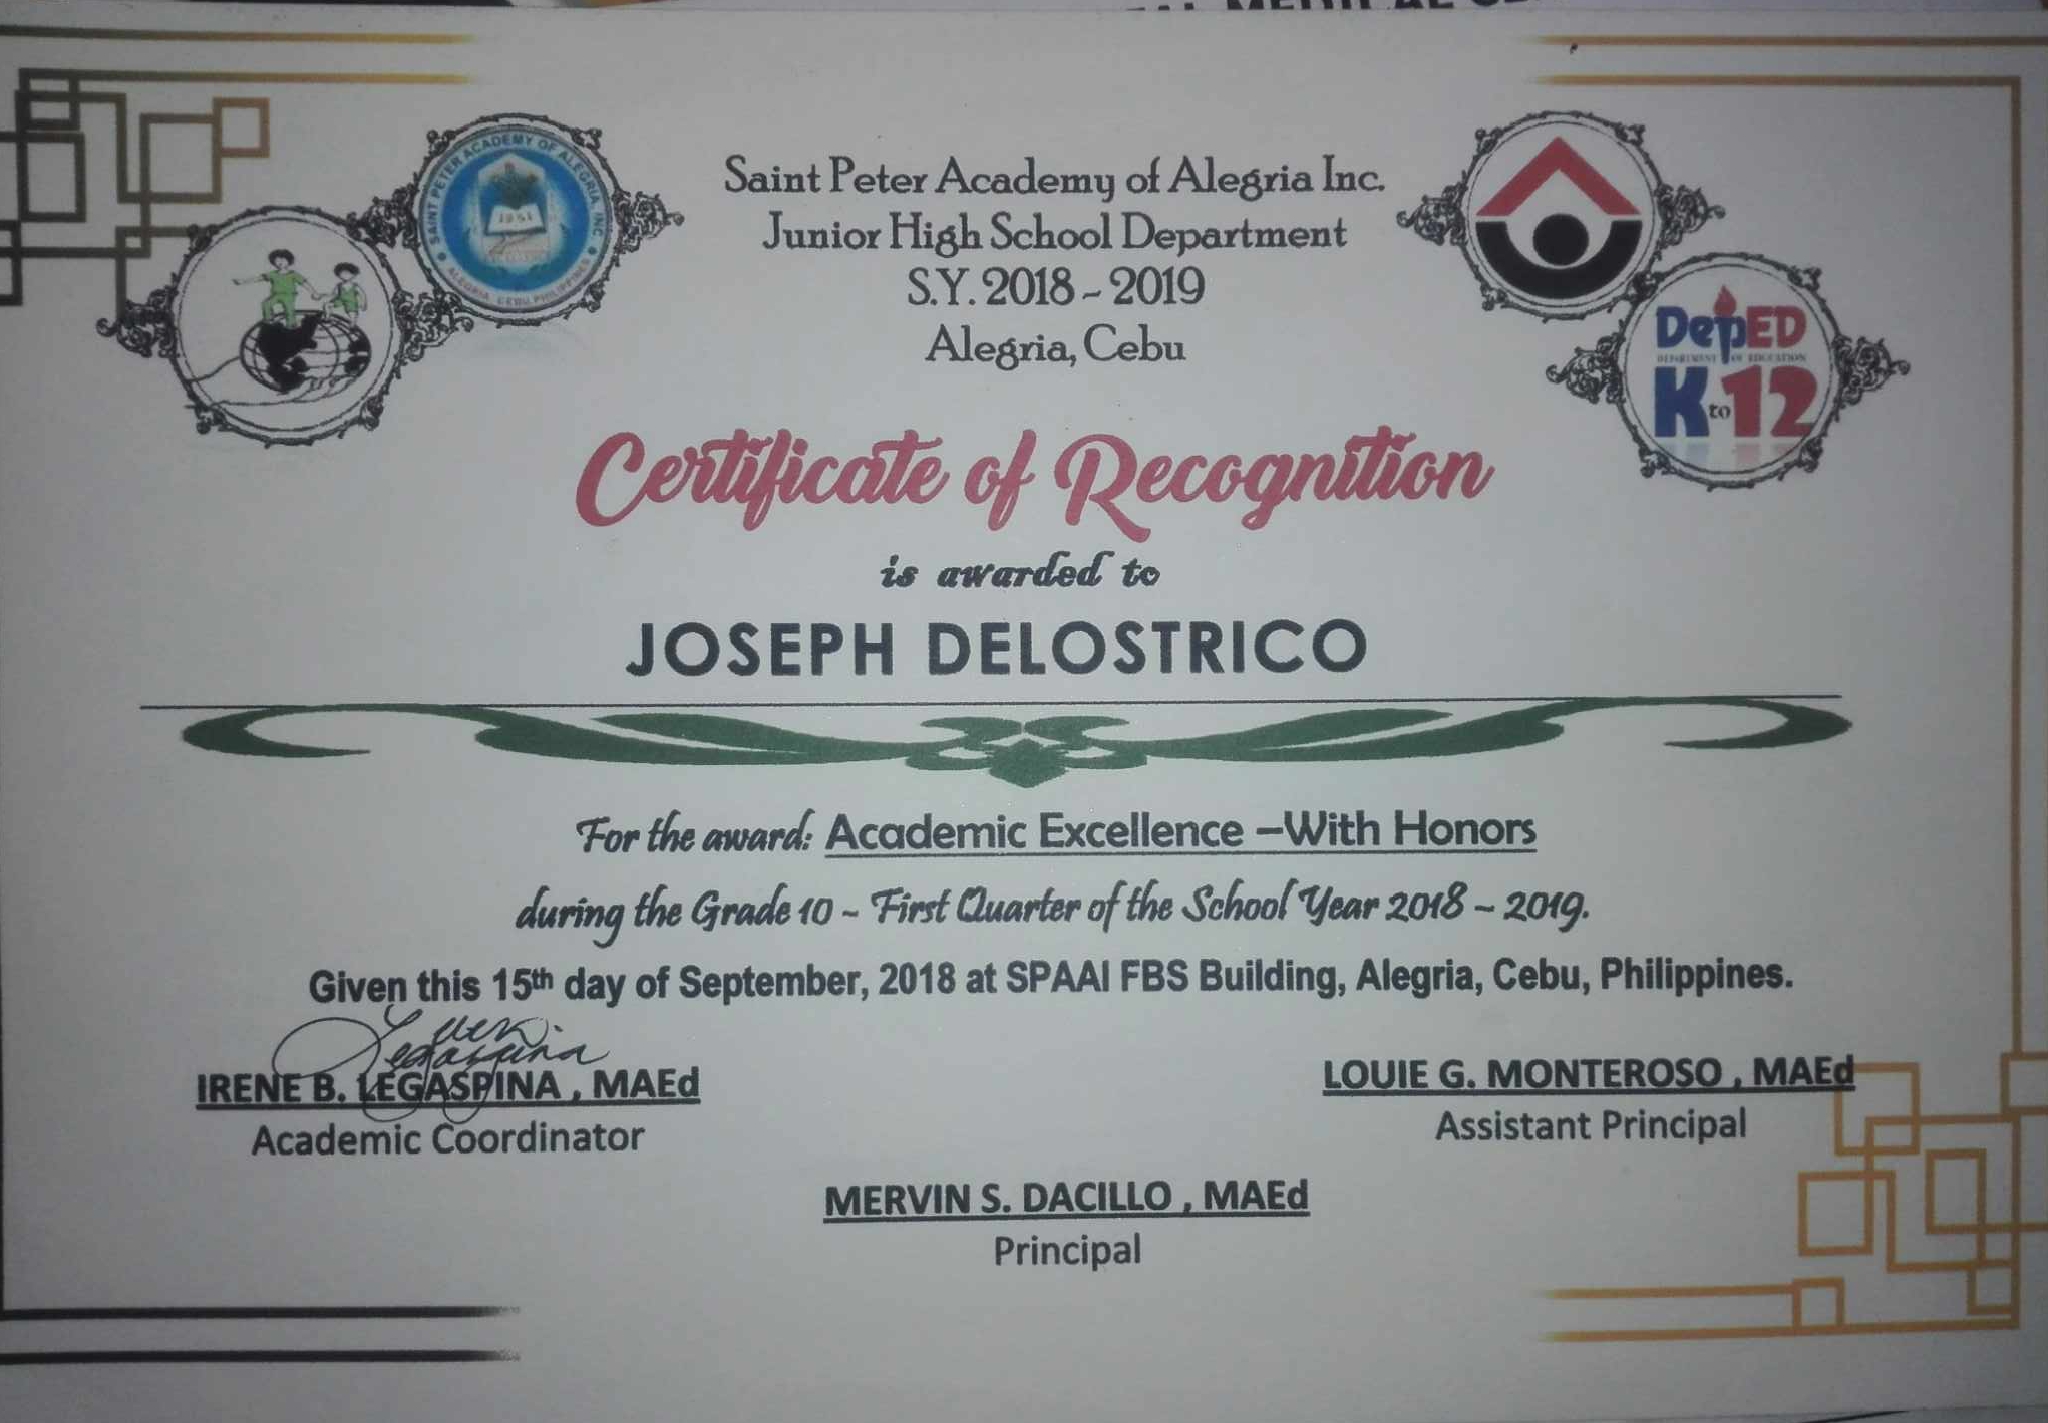 MEDICAL
SAINT PETER ACADEMY OF ALEGRIA, INC
1951
ALEGRIA, CEBU, PHILIPPINES
Saint Peter Academy of Alegria Inc.
Junior High School Department
S.Y. 2018 - 2019
Alegria, Cebu
DepED
DEPARTMENT OF EDUCATION
K to 12
Certificate of Recognition
is awarded to
JOSEPH DELOSTRICO
For the award: Academic Excellence –With Honors
during the Grade 10 - First Quarter of the School Year 2018 - 2019.
Given this 15th day of September, 2018 at SPAAI FBS Building, Alegria, Cebu, Philippines.
IRENE B. LEGASPINA , MAEd
Academic Coordinator
LOUIE G. MONTEROSO , MAEd
Assistant Principal
MERVIN S. DACILLO , MAEd
Principal